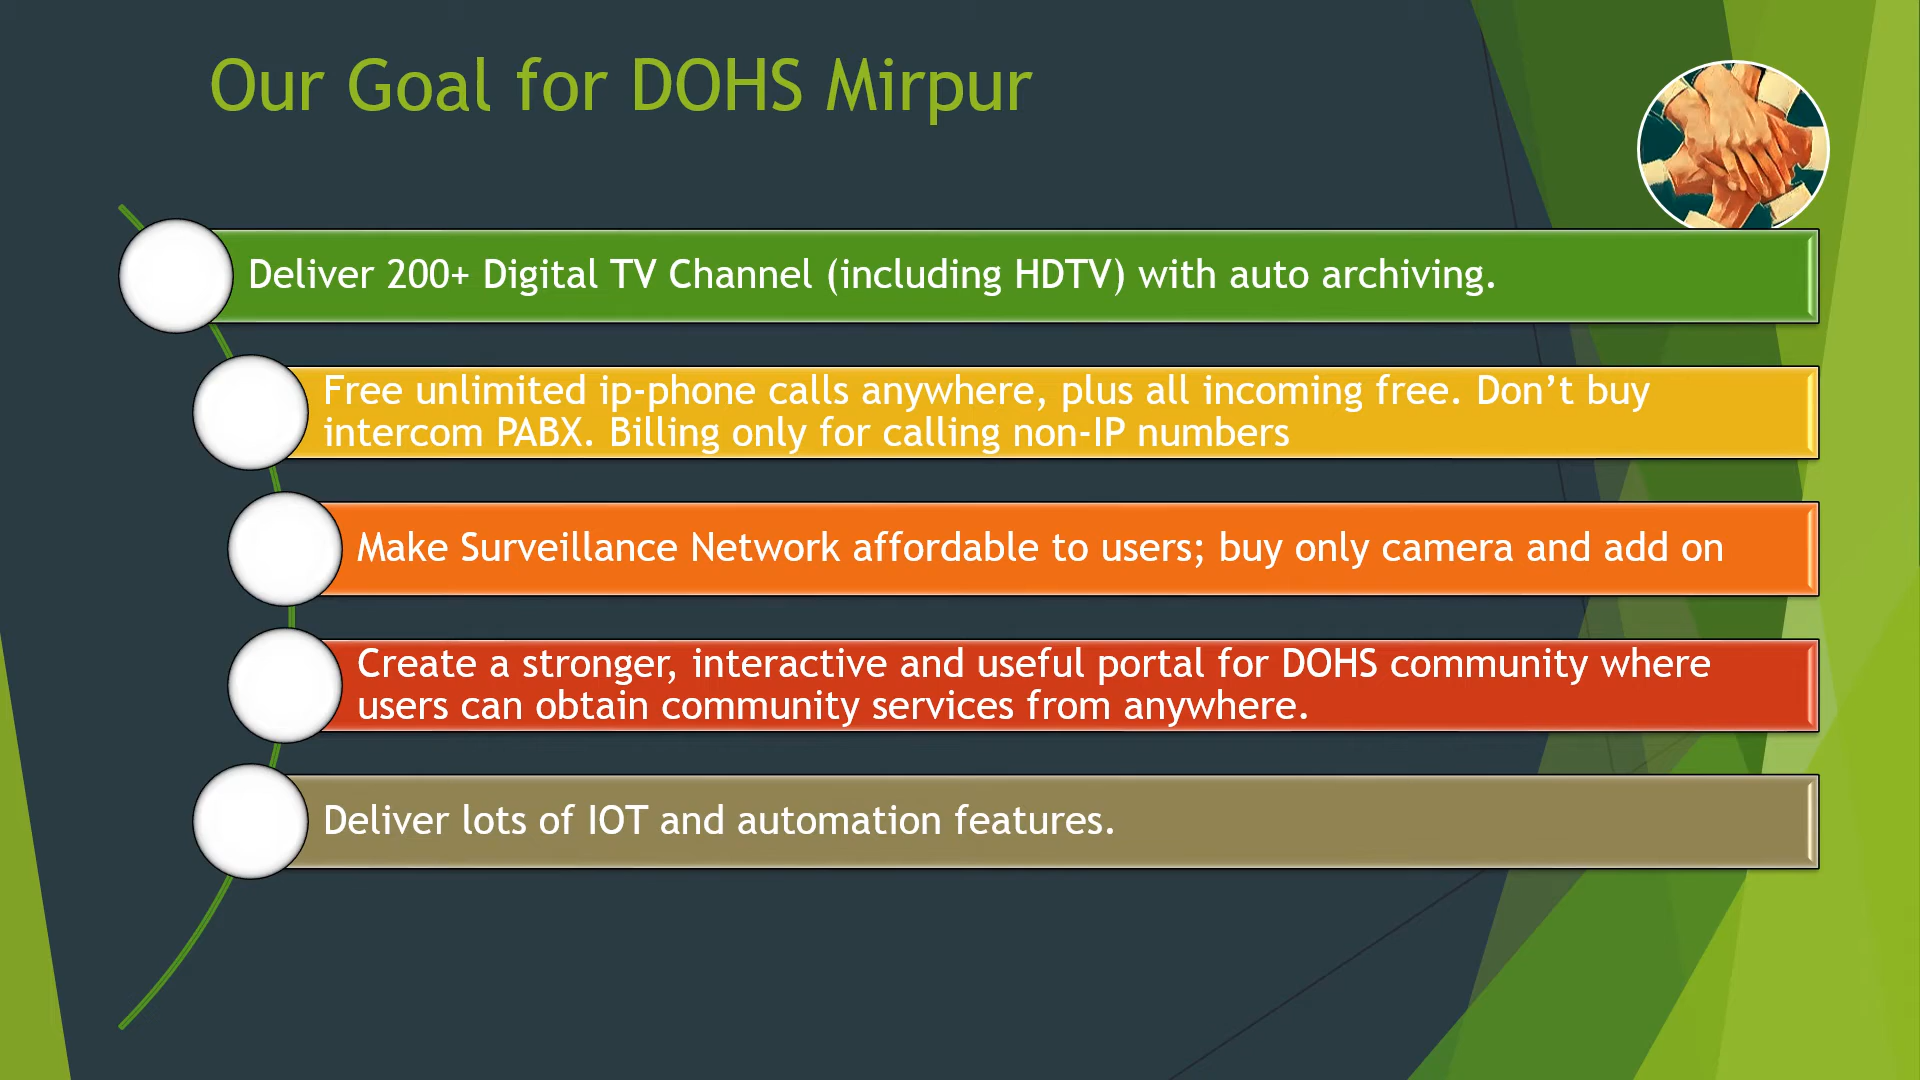 Our Goal for DOHS Mirpur
Deliver 200+ Digital TV Channel (including HDTV) with auto archiving.
Free unlimited ip-phone calls anywhere, plus all incoming free. Don’t buy
intercom PABX. Billing only for calling non-IP numbers
Make Surveillance Network affordable to users; buy only camera and add on
Create a stronger, interactive and useful portal for DOHS community where
users can obtain community services from anywhere.
Deliver lots of IOT and automation features.